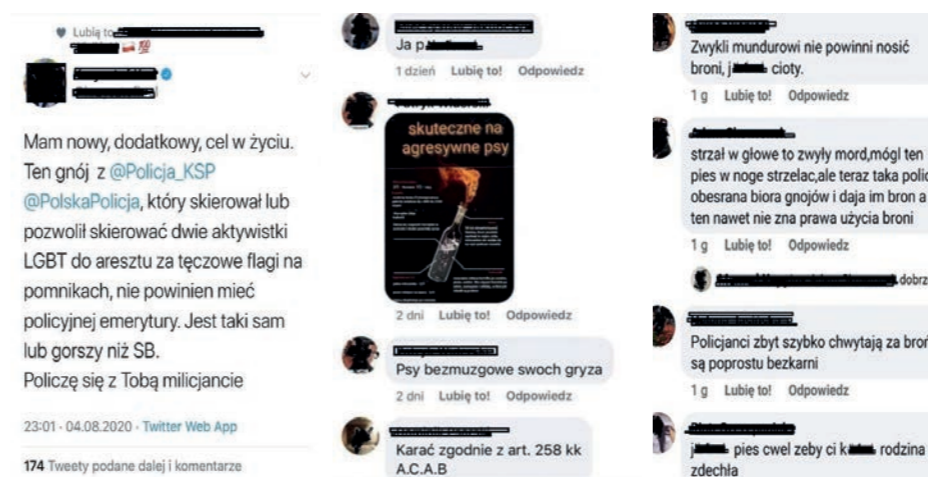 Lubią to
Mam nowy, dodatkowy, cel w życiu.
Ten gnój z @Policja_KSP
@PolskaPolicja, który skierował lub
pozwolił skierować dwie aktywistki
LGBT do aresztu za tęczowe flagi na
pomnikach, nie powinien mieć
policyjnej emerytury. Jest taki sam
lub gorszy niż SB.
Policzę się z Tobą milicjancie
23:01 · 04.08.2020 · Twitter Web App
174 Tweety podane dalej i komentarze
Ja p
1 dzień Lubię to! Odpowiedz
skuteczne na
agresywne psy
2 dni Lubię to! Odpowiedz
Psy bezmuzgowe swoch gryza
2 dni Lubię to! Odpowiedz
Karać zgodnie z art. 258 kk
A.C.A.B
Zwykli mundurowi nie powinni nosić
broni, j cioty.
1 g Lubię to! Odpowiedz
strzał w głowe to zwyły mord,mógl ten
pies w noge strzelac,ale teraz taka polic
obesrana biora gnojów i daja im bron a
ten nawet nie zna prawa użycia broni
1 g Lubię to! Odpowiedz
dobrz
Policjanci zbyt szybko chwytają za broń
są poprostu bezkarni
1 g Lubię to! Odpowiedz
j pies cwel zeby ci k rodzina
zdechła